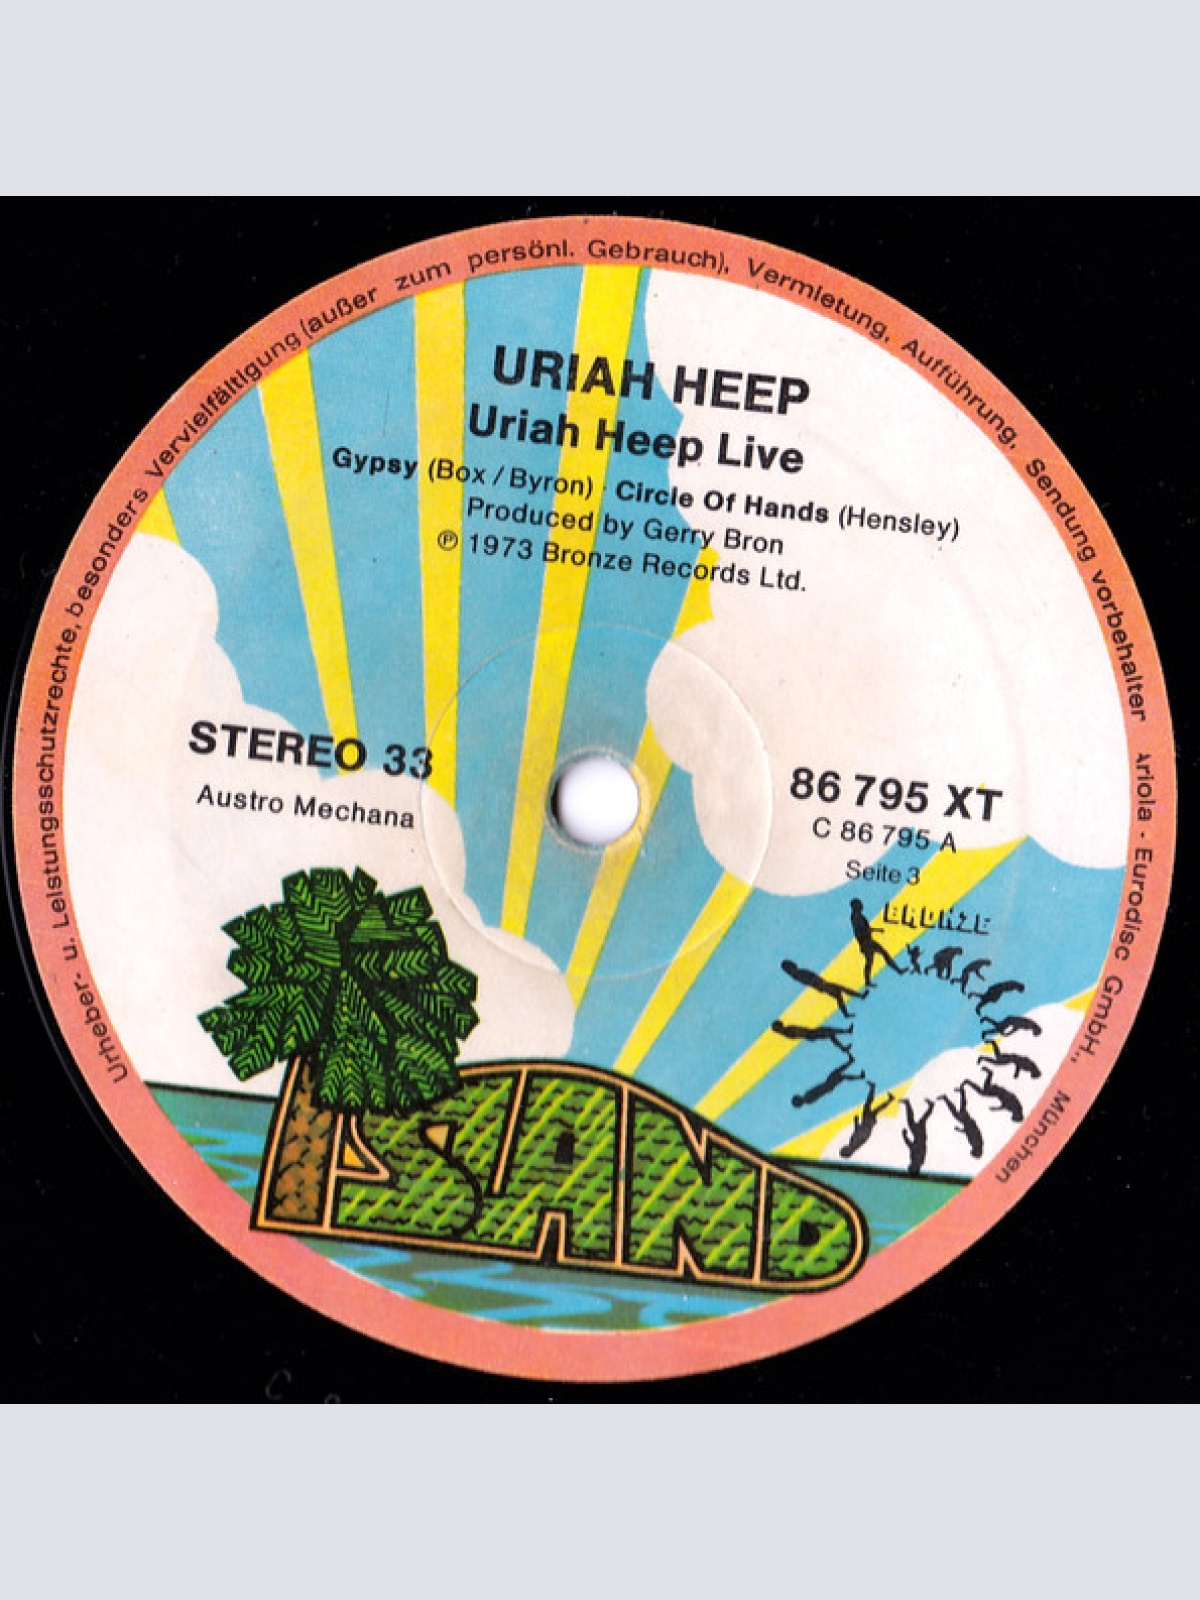 Urheber- u. Leistungsschutzrechte, besonders Vervielfältigung (außer zum persönl. Gebrauch), Vermietung, Aufführung, Sendung vorbehalten Ariola - Eurodisc GmbH., München
URIAH HEEP
Uriah Heep Live
Gypsy (Box / Byron) · Circle Of Hands (Hensley)
Produced by Gerry Bron
℗ 1973 Bronze Records Ltd.
STEREO 33
Austro Mechana
86 795 XT
C 86 795 A
Seite 3
BRONZE
ISLAND